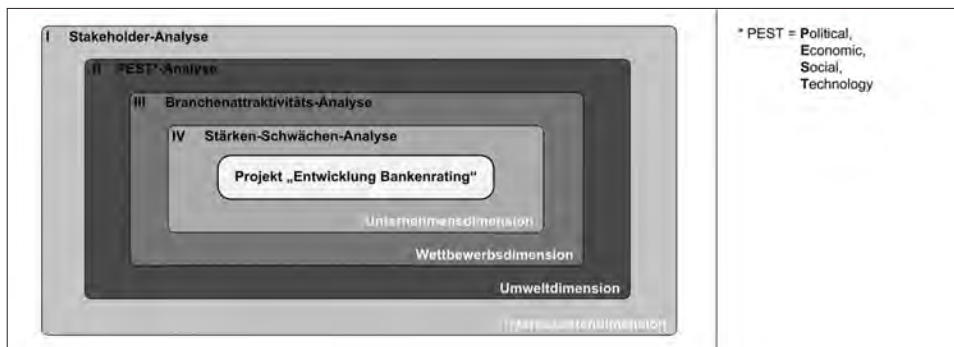 I Stakeholder-Analyse
II PEST*-Analyse
III Branchenattraktivitäts-Analyse
IV Stärken-Schwächen-Analyse
Projekt „Entwicklung Bankenrating“
Unternehmensdimension
Wettbewerbsdimension
Umweltdimension
* PEST = Political,
Economic,
Social,
Technology